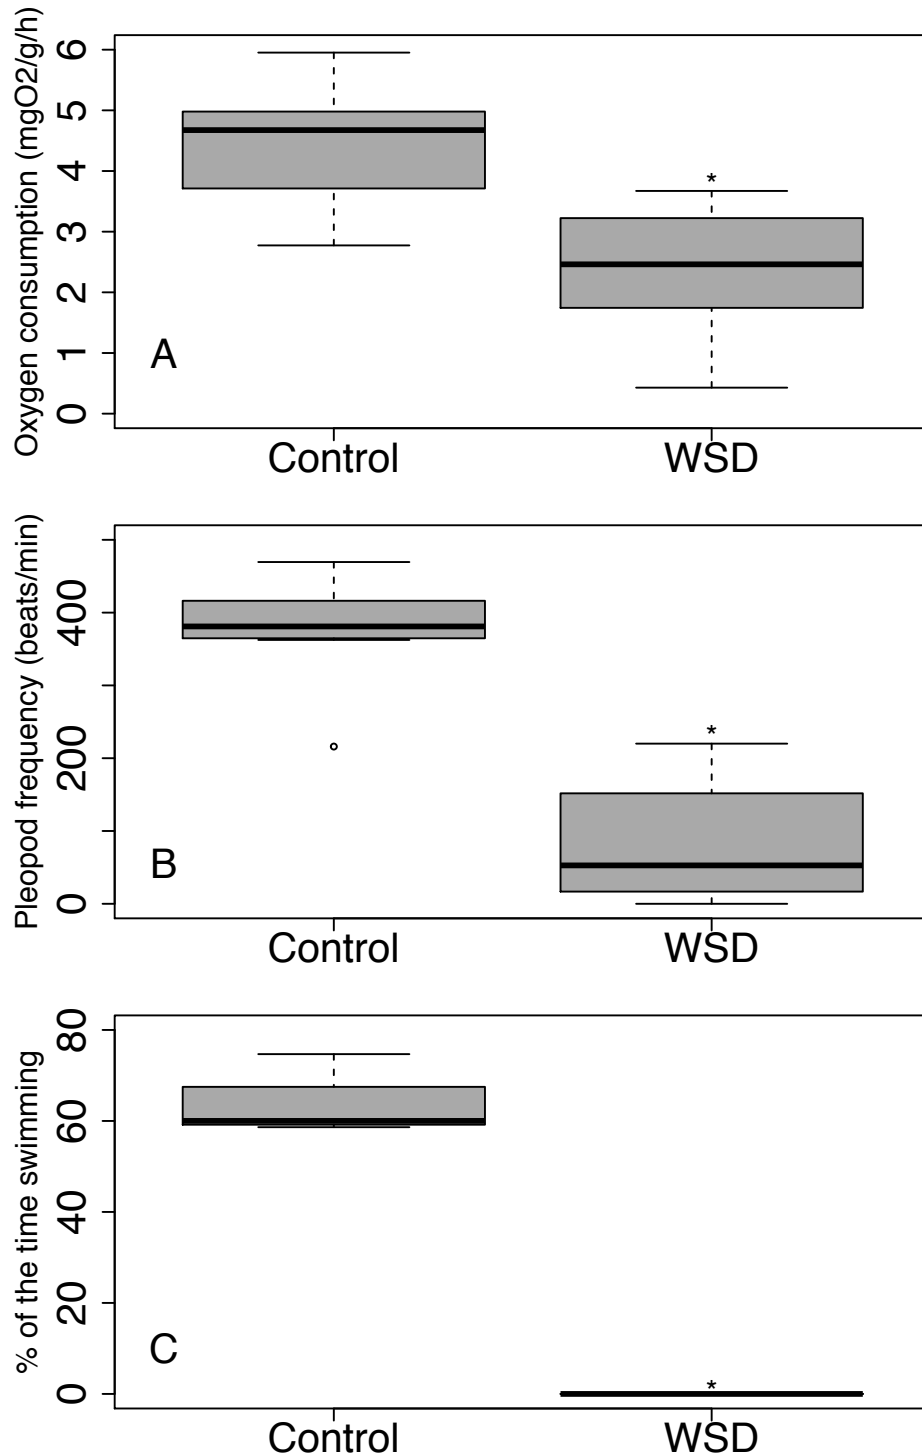 Oxygen consumption (mgO2/g/h)
6
5
4
3
2
1
0
A
*
Control
WSD
Pleopod frequency (beats/min)
400
200
0
B
*
Control
WSD
% of the time swimming
80
60
40
20
0
C
*
Control
WSD